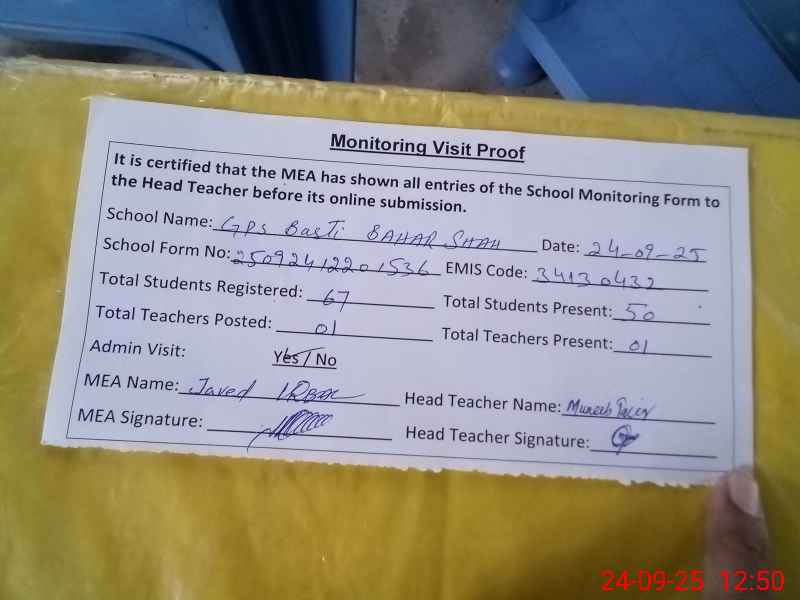 Monitoring Visit Proof
It is certified that the MEA has shown all entries of the School Monitoring Form to
the Head Teacher before its online submission.
School Name: GPS Basti BAHAR SHAH Date: 24-09-25
School Form No: 250924122201536 EMIS Code: 34130432
Total Students Registered: 67 Total Students Present: 50
Total Teachers Posted: 01 Total Teachers Present: 01
Admin Visit: Yes / No
MEA Name: Javed Head Teacher Name: Muneeb
MEA Signature: Head Teacher Signature:
24-09-25 12:50